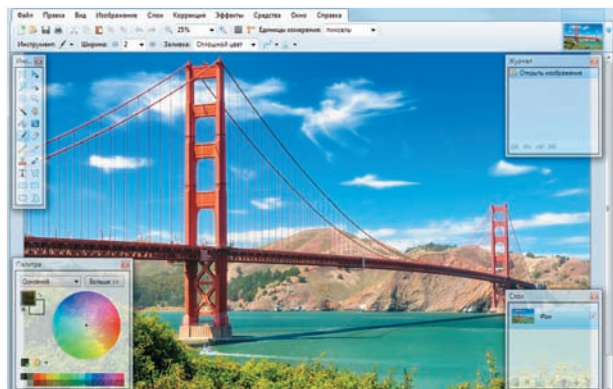 Файл Правка Вид Изображение Слои Коррекция Эффекты Средства Окно Справка
25% Единицы измерения: пикселы
Инструмент: Ширина: 2 Заливка: Сплошной цвет
Журнал
Открыть изображение
Палитра
Основной Больше >>
Слои
Фон